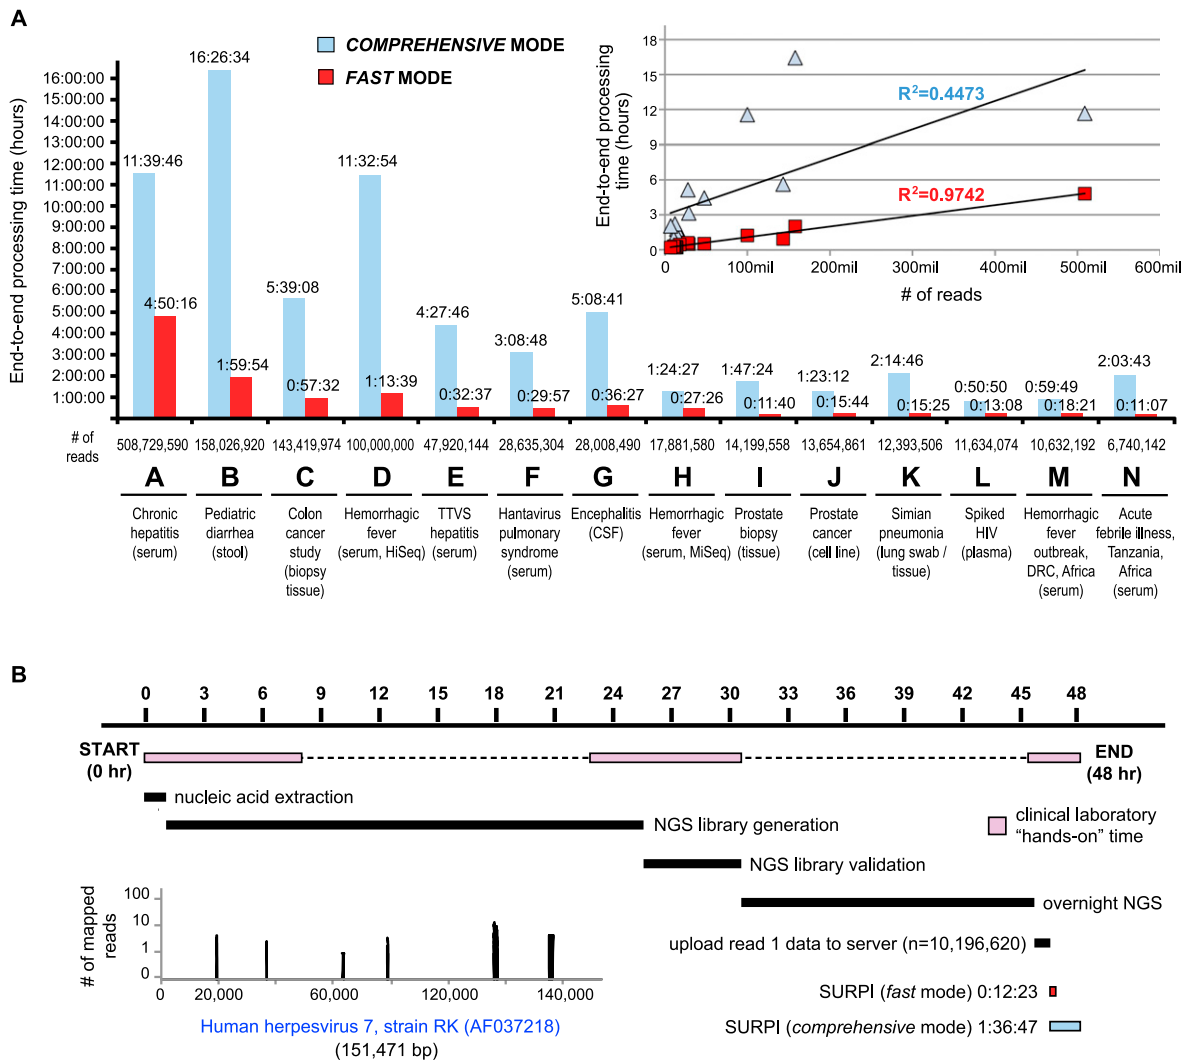 A
COMPREHENSIVE MODE
FAST MODE
End-to-end processing time (hours)
16:00:00
15:00:00
14:00:00
13:00:00
12:00:00
11:00:00
10:00:00
9:00:00
8:00:00
7:00:00
6:00:00
5:00:00
4:00:00
3:00:00
2:00:00
1:00:00
11:39:46
4:50:16
16:26:34
1:59:54
5:39:08
0:57:32
11:32:54
1:13:39
4:27:46
0:32:37
3:08:48
0:29:57
5:08:41
0:36:27
1:24:27
0:27:26
1:47:24
0:11:40
1:23:12
0:15:44
2:14:46
0:15:25
0:50:50
0:13:08
0:59:49
0:18:21
2:03:43
0:11:07
End-to-end processing
time (hours)
18
15
12
9
6
3
0
R²=0.4473
R²=0.9742
0 100mil 200mil 300mil 400mil 500mil 600mil
# of reads
# of
reads
508,729,590 158,026,920 143,419,974 100,000,000 47,920,144 28,635,304 28,008,490 17,881,580 14,199,558 13,654,861 12,393,506 11,634,074 10,632,192 6,740,142
A B C D E F G H I J K L M N
Chronic
hepatitis
(serum)
Pediatric
diarrhea
(stool)
Colon
cancer
study
(biopsy
tissue)
Hemorrhagic
fever
(serum, HiSeq)
TTVS
hepatitis
(serum)
Hantavirus
pulmonary
syndrome
(serum)
Encephalitis
(CSF)
Hemorrhagic
fever
(serum, MiSeq)
Prostate
biopsy
(tissue)
Prostate
cancer
(cell line)
Simian
pneumonia
(lung swab /
tissue)
Spiked
HIV
(plasma)
Hemorrhagic
fever
outbreak,
DRC, Africa
(serum)
Acute
febrile illness,
Tanzania,
Africa
(serum)
B
0 3 6 8 9 12 15 18 21 24 27 30 33 36 39 42 45 48
START
(0 hr)
END
(48 hr)
nucleic acid extraction
NGS library generation
clinical laboratory
"hands-on" time
NGS library validation
overnight NGS
upload read 1 data to server (n=10,196,620)
SURPI (fast mode) 0:12:23
SURPI (comprehensive mode) 1:36:47
# of mapped
reads
100
10
1
0
0 20,000 60,000 120,000 140,000
Human herpesvirus 7, strain RK (AF037218)
(151,471 bp)